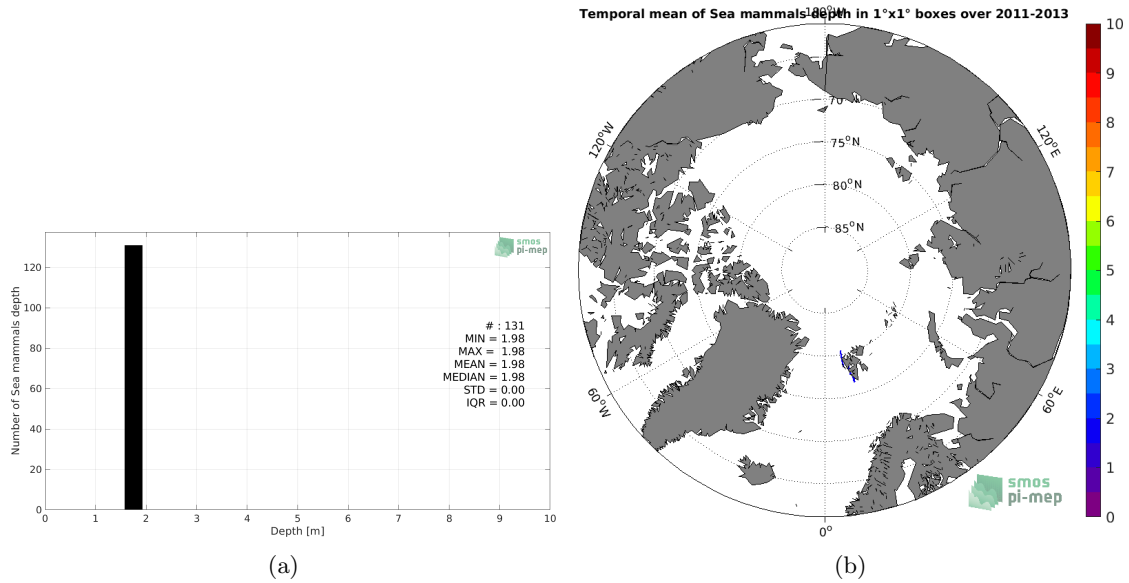 smos
pi-mep
120
100
80
60
40
20
0
Number of Sea mammals depth
# : 131
MIN = 1.98
MAX = 1.98
MEAN = 1.98
MEDIAN = 1.98
STD = 0.00
IQR = 0.00
0 1 2 3 4 5 6 7 8 9 10
Depth [m]
(a)
Temporal mean of Sea mammals depth in 1°x1° boxes over 2011-2013
180°W
120°W
120°E
70°
75°N
80°N
85°N
60°W
60°E
0°
10
9
8
7
6
5
4
3
2
1
0
smos
pi-mep
(b)